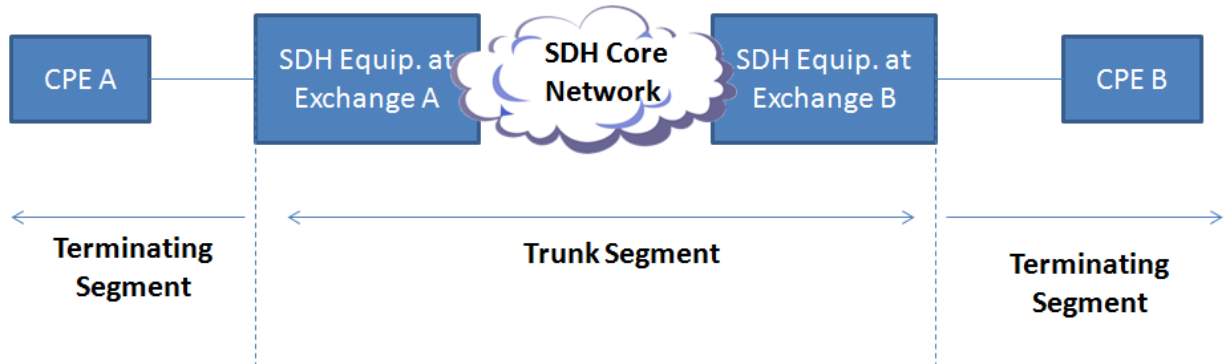 CPE A
SDH Equip. at
Exchange A
SDH Core
Network
SDH Equip. at
Exchange B
CPE B
Terminating
Segment
Trunk Segment
Terminating
Segment